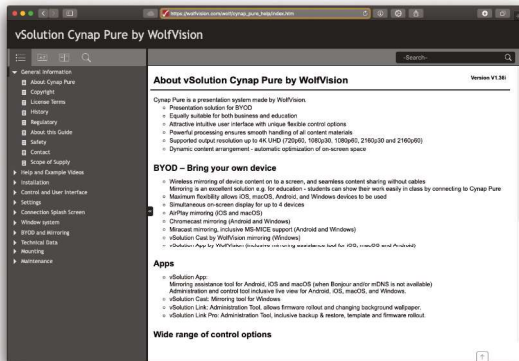 https://wolfvision.com/wolf/cynap_pure_help/index.htm
vSolution Cynap Pure by WolfVision
-Search-
General Information
About Cynap Pure
Copyright
License Terms
History
Regulatory
About this Guide
Safety
Contact
Scope of Supply
Help and Example Videos
Installation
Control and User Interface
Settings
Connection Splash Screen
Window system
BYOD and Mirroring
Technical Data
Mounting
Maintenance
About vSolution Cynap Pure by WolfVision
Version V1.38i
Cynap Pure is a presentation system made by WolfVision.
Presentation solution for BYOD
Equally suitable for both business and education
Attractive intuitive user interface with unique flexible control options
Powerful processing ensures smooth handling of all content materials
Supported output resolution up to 4K UHD (720p60, 1080p30, 1080p60, 2160p30 and 2160p60)
Dynamic content arrangement - automatic optimization of on-screen space
BYOD – Bring your own device
Wireless mirroring of device content on to a screen, and seamless content sharing without cables
Mirroring is an excellent solution e.g. for education - students can show their work easily in class by connecting to Cynap Pure
Maximum flexibility allows iOS, macOS, Android, and Windows devices to be used
Simultaneous on-screen display for up to 4 devices
AirPlay mirroring (iOS and macOS)
Chromecast mirroring (Android and Windows)
Miracast mirroring, inclusive MS-MICE support (Android and Windows)
vSolution Cast by WolfVision mirroring (Windows)
vSolution App by WolfVision (inclusive mirroring assistance tool for iOS, macOS and Android)
Apps
vSolution App:
Mirroring assistance tool for Android, iOS and macOS (when Bonjour and/or mDNS is not available)
Administration and control tool inclusive live view for Android, iOS, macOS, and Windows.
vSolution Cast: Mirroring tool for Windows
vSolution Link: Administration Tool, allows firmware rollout and changing background wallpaper.
vSolution Link Pro: Administration Tool, inclusive backup & restore, template and firmware rollout.
Wide range of control options